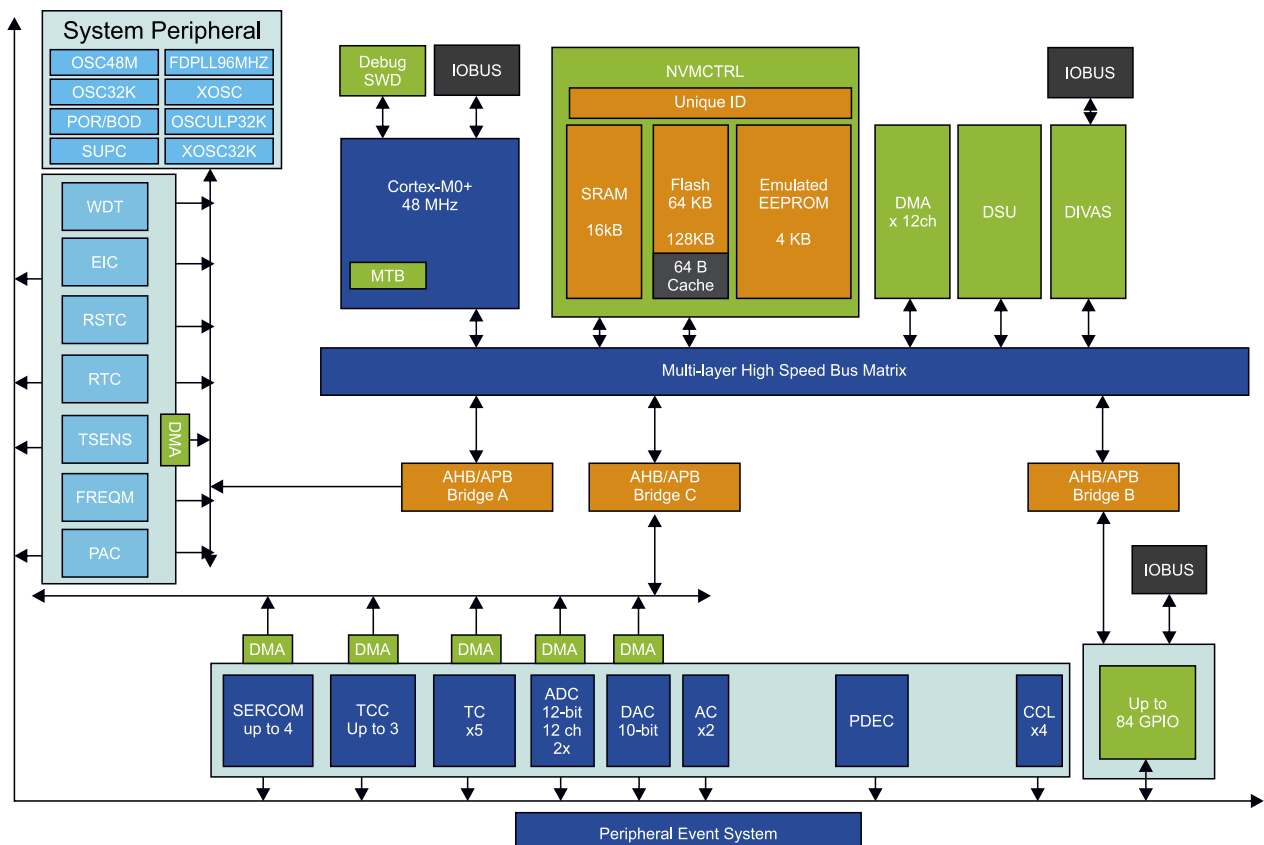 System Peripheral
OSC48M
FDPLL96MHZ
OSC32K
XOSC
POR/BOD
OSCULP32K
SUPC
XOSC32K
WDT
EIC
RSTC
RTC
TSENS
DMA
FREQM
PAC
Debug
SWD
IOBUS
Cortex-M0+
48 MHz
MTB
NVMCTRL
Unique ID
SRAM
16kB
Flash
64 KB
128KB
64 B
Cache
Emulated
EEPROM
4 KB
DMA
x 12ch
DSU
IOBUS
DIVAS
Multi-layer High Speed Bus Matrix
AHB/APB
Bridge A
AHB/APB
Bridge C
AHB/APB
Bridge B
IOBUS
DMA
DMA
DMA
DMA
DMA
SERCOM
up to 4
TCC
Up to 3
TC
x5
ADC
12-bit
12 ch
2x
DAC
10-bit
AC
x2
PDEC
CCL
x4
Up to
84 GPIO
Peripheral Event System